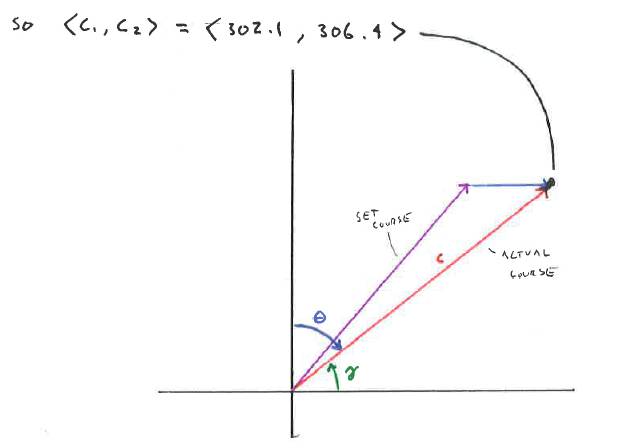 so <c₁, c₂> = <302.1, 306.4>
SET
COURSE
θ
c
ACTUAL
COURSE
γ